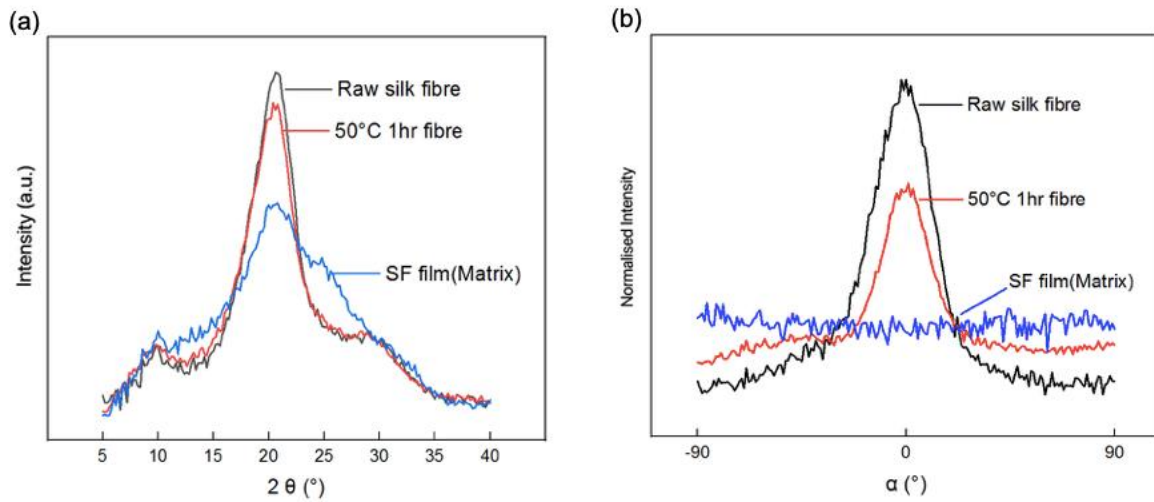 (a)
Raw silk fibre
50°C 1hr fibre
SF film(Matrix)
Intensity (a.u.)
5 10 15 20 25 30 35 40
2 θ (°)
(b)
Raw silk fibre
50°C 1hr fibre
SF film(Matrix)
Normalised Intensity
-90 0 90
α (°)